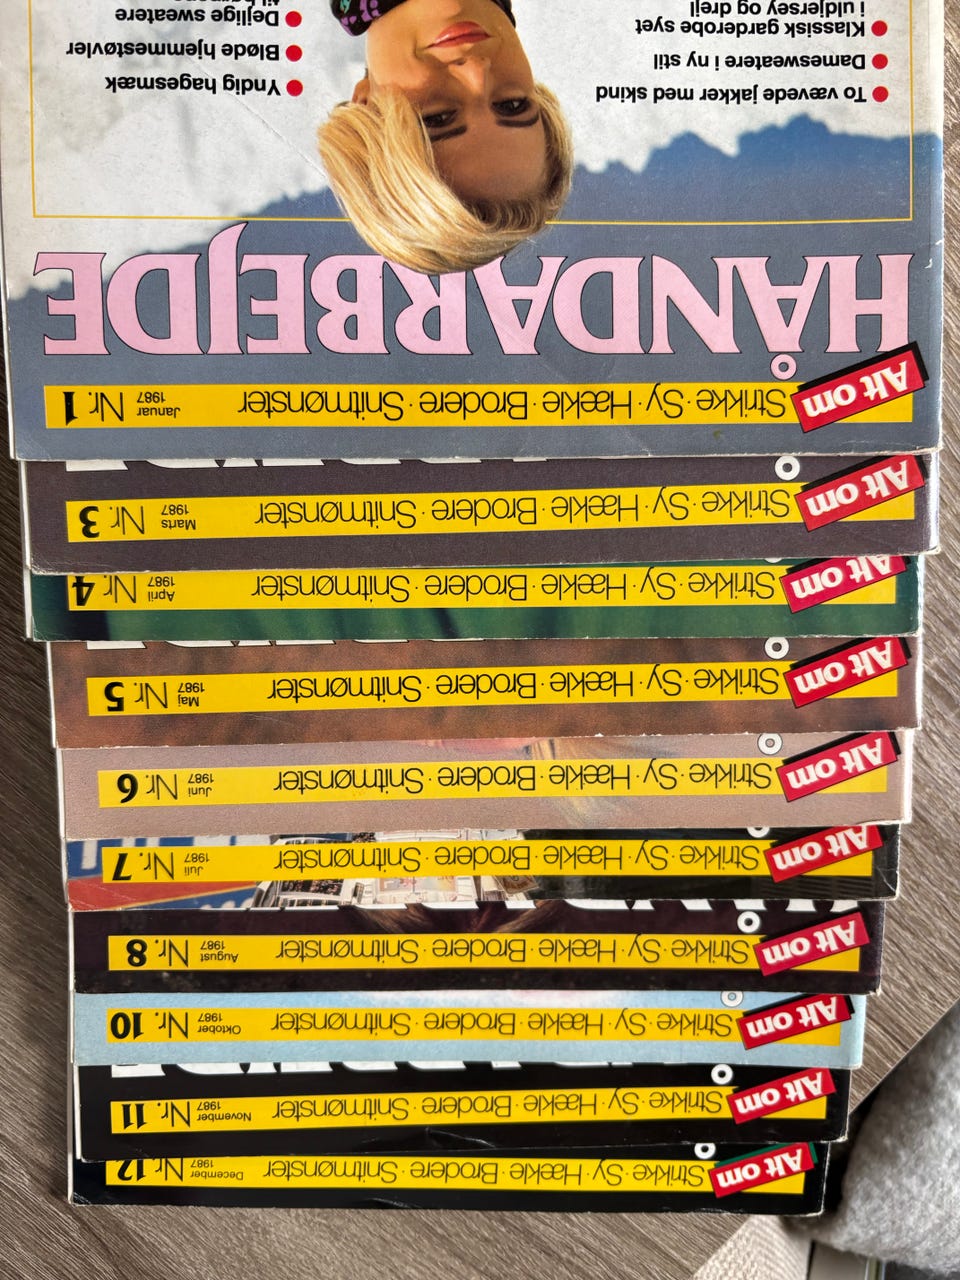 Alt om
Strikke · Sy · Hækle · Brodere · Snitmønster Januar 1987 Nr. 1
HÅNDARBEJDE
● To vævede jakker med skind
● Damesweatere i ny stil
● Klassisk garderobe syet
i uldjersey og drejl
● Yndig hagesmæk
● Bløde hjemmestøvler
● Dejlige sweatere
Alt om
Strikke · Sy · Hækle · Brodere · Snitmønster Marts 1987 Nr. 3
Alt om
Strikke · Sy · Hækle · Brodere · Snitmønster April 1987 Nr. 4
Alt om
Strikke · Sy · Hækle · Brodere · Snitmønster Maj 1987 Nr. 5
Alt om
Strikke · Sy · Hækle · Brodere · Snitmønster Juni 1987 Nr. 6
Alt om
Strikke · Sy · Hækle · Brodere · Snitmønster Juli 1987 Nr. 7
Alt om
Strikke · Sy · Hækle · Brodere · Snitmønster August 1987 Nr. 8
Alt om
Strikke · Sy · Hækle · Brodere · Snitmønster Oktober 1987 Nr. 10
Alt om
Strikke · Sy · Hækle · Brodere · Snitmønster November 1987 Nr. 11
Alt om
Strikke · Sy · Hækle · Brodere · Snitmønster December 1987 Nr. 12